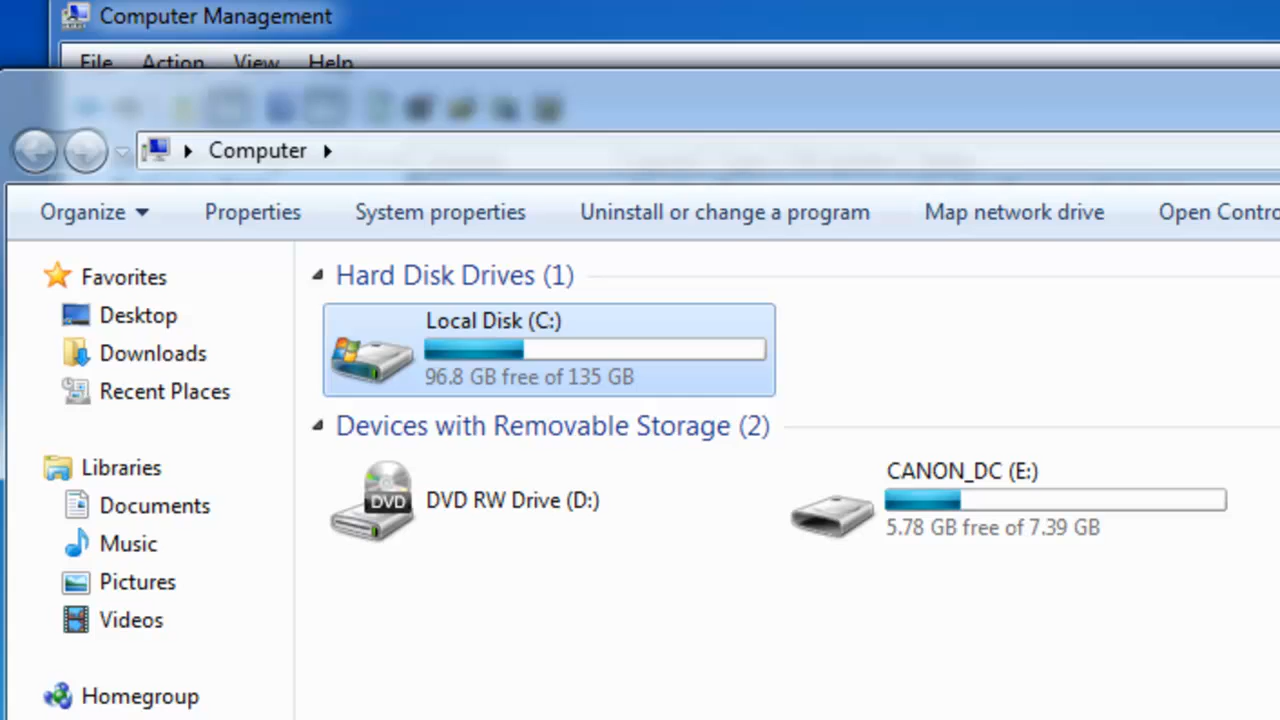 Computer Management
File Action View Help
Computer
Organize Properties System properties Uninstall or change a program Map network drive Open Contro
Favorites
Desktop
Downloads
Recent Places
Libraries
Documents
Music
Pictures
Videos
Homegroup
Hard Disk Drives (1)
Local Disk (C:)
96.8 GB free of 135 GB
Devices with Removable Storage (2)
DVD
DVD RW Drive (D:)
CANON_DC (E:)
5.78 GB free of 7.39 GB